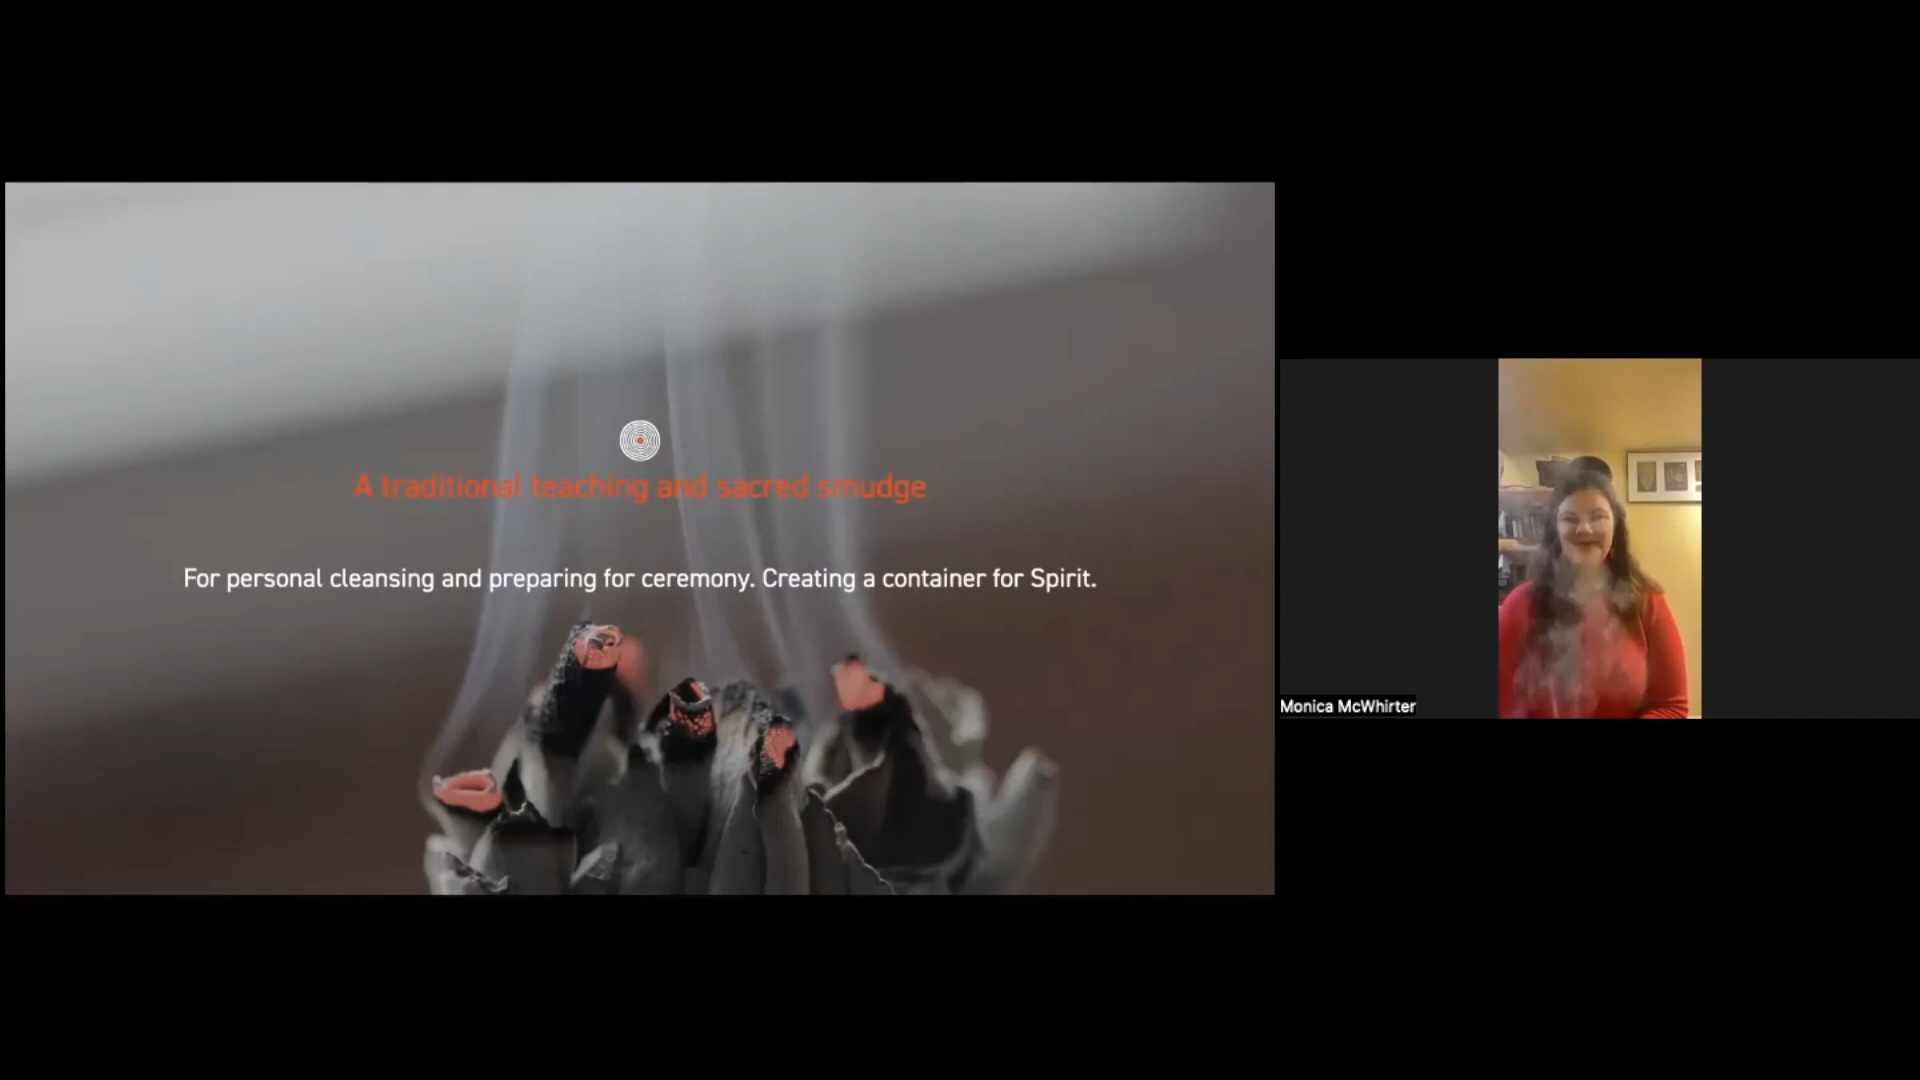 A traditional teaching and sacred smudge
For personal cleansing and preparing for ceremony. Creating a container for Spirit.
Monica McWhirter